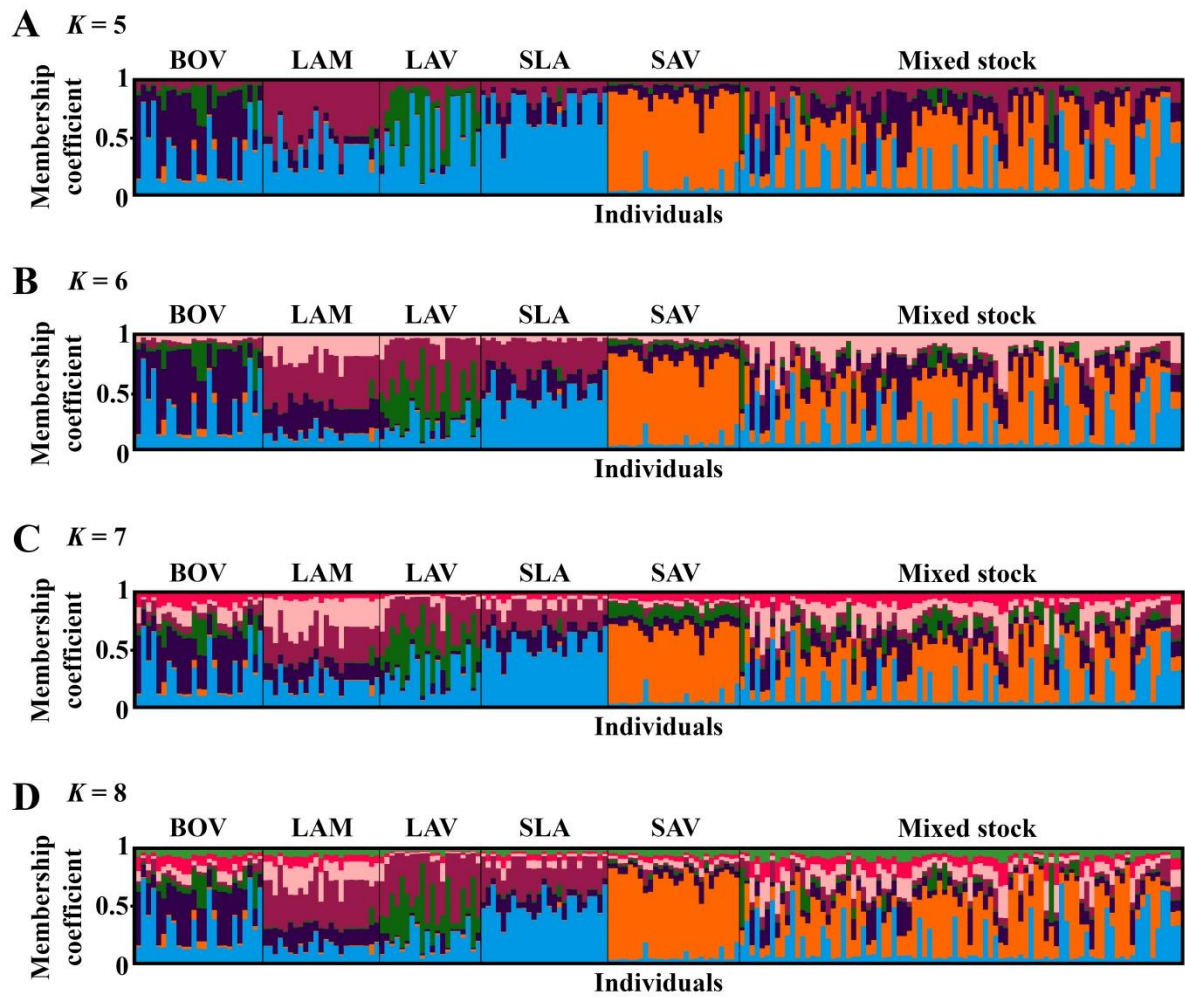 A K = 5
BOV LAM LAV SLA SAV Mixed stock
Membership
coefficient
1
0.5
0
Individuals
B K = 6
BOV LAM LAV SLA SAV Mixed stock
Membership
coefficient
1
0.5
0
Individuals
C K = 7
BOV LAM LAV SLA SAV Mixed stock
Membership
coefficient
1
0.5
0
Individuals
D K = 8
BOV LAM LAV SLA SAV Mixed stock
Membership
coefficient
1
0.5
0
Individuals